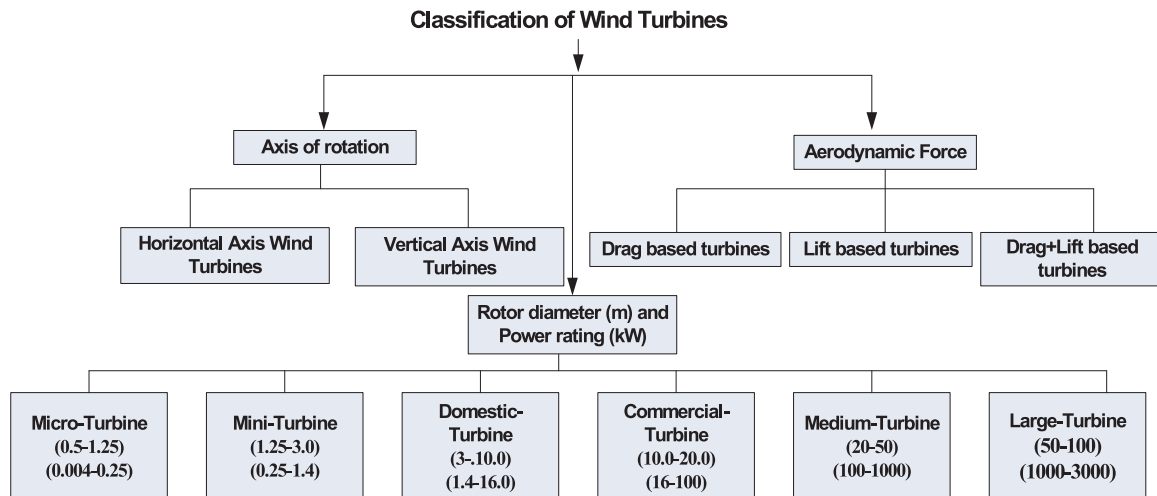 Classification of Wind Turbines
Axis of rotation
Aerodynamic Force
Horizontal Axis Wind
Turbines
Vertical Axis Wind
Turbines
Drag based turbines
Lift based turbines
Drag+Lift based
turbines
Rotor diameter (m) and
Power rating (kW)
Micro-Turbine
(0.5-1.25)
(0.004-0.25)
Mini-Turbine
(1.25-3.0)
(0.25-1.4)
Domestic-
Turbine
(3-.10.0)
(1.4-16.0)
Commercial-
Turbine
(10.0-20.0)
(16-100)
Medium-Turbine
(20-50)
(100-1000)
Large-Turbine
(50-100)
(1000-3000)